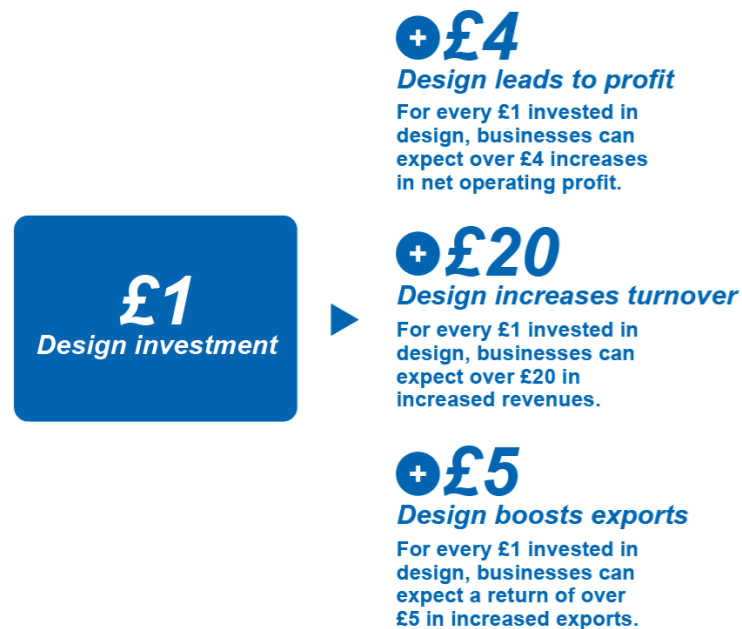 £1
Design investment
+£4
Design leads to profit
For every £1 invested in
design, businesses can
expect over £4 increases
in net operating profit.
+£20
Design increases turnover
For every £1 invested in
design, businesses can
expect over £20 in
increased revenues.
+£5
Design boosts exports
For every £1 invested in
design, businesses can
expect a return of over
£5 in increased exports.